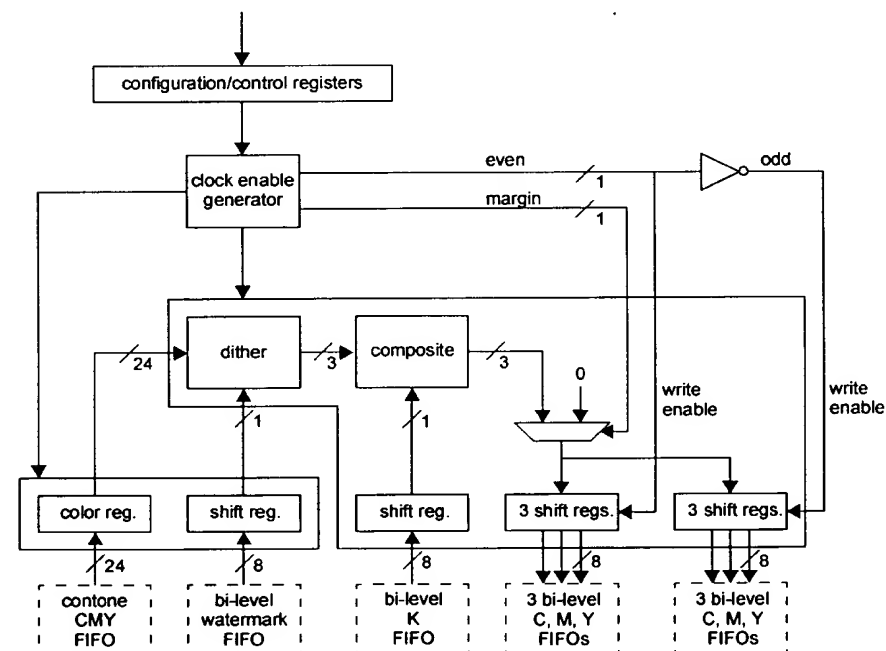 configuration/control registers
clock enable
generator
even
1
odd
margin
1
dither
composite
24
3
3
0
1
1
write
enable
write
enable
color reg.
shift reg.
shift reg.
3 shift regs.
3 shift regs.
24
8
8
8
8
contone
CMY
FIFO
bi-level
watermark
FIFO
bi-level
K
FIFO
3 bi-level
C, M, Y
FIFOs
3 bi-level
C, M, Y
FIFOs